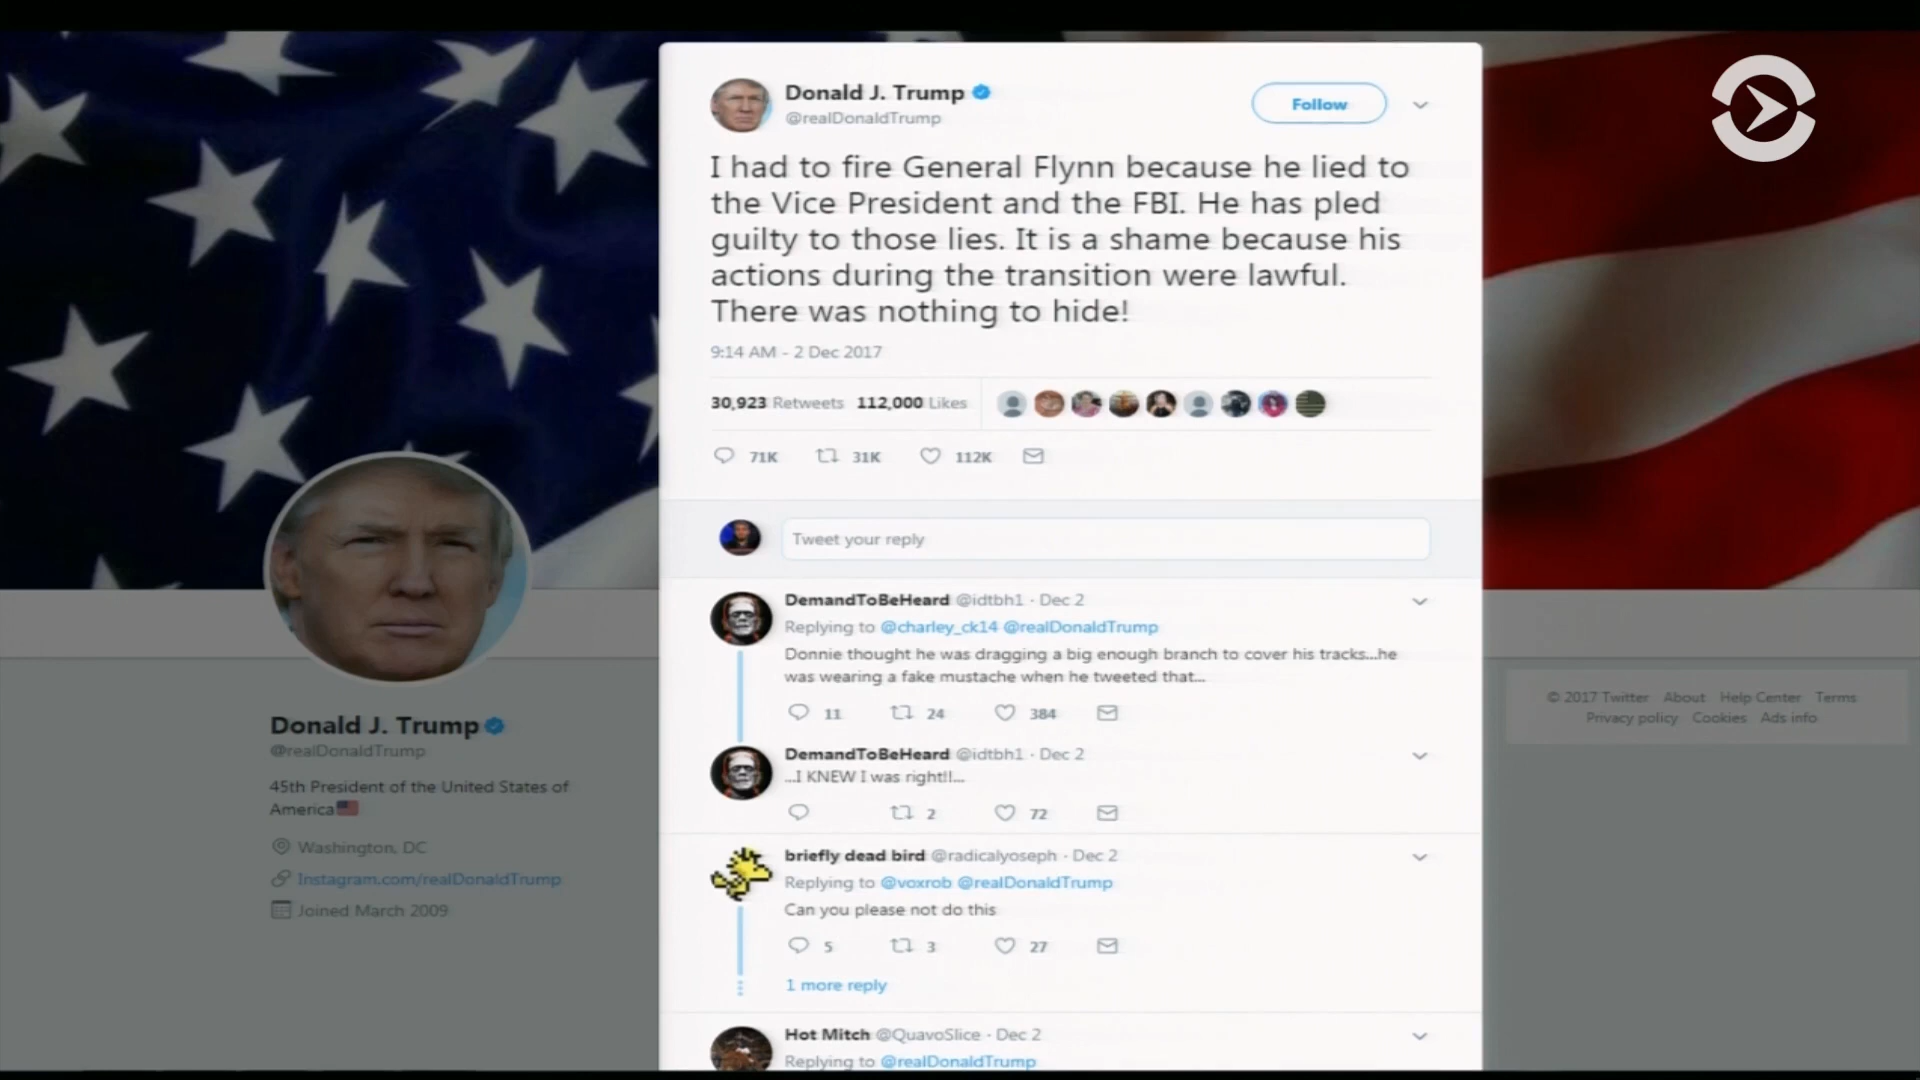 Donald J. Trump
@realDonaldTrump
Follow
I had to fire General Flynn because he lied to
the Vice President and the FBI. He has pled
guilty to those lies. It is a shame because his
actions during the transition were lawful.
There was nothing to hide!
9:14 AM - 2 Dec 2017
30,923 Retweets 112,000 Likes
71K 31K 112K
Tweet your reply
DemandToBeHeard @idtbh1 · Dec 2
Replying to @charley_ck14 @realDonaldTrump
Donnie thought he was dragging a big enough branch to cover his tracks...he
was wearing a fake mustache when he tweeted that...
11 24 384
DemandToBeHeard @idtbh1 · Dec 2
...I KNEW I was right!!...
2 72
briefly dead bird @radicalyoseph · Dec 2
Replying to @voxrob @realDonaldTrump
Can you please not do this
5 3 27
1 more reply
Hot Mitch @QuavoSlice · Dec 2
Replying to @realDonaldTrump
Donald J. Trump
@realDonaldTrump
45th President of the United States of
America
Washington, DC
Instagram.com/realDonaldTrump
Joined March 2009
© 2017 Twitter About Help Center Terms
Privacy policy Cookies Ads info